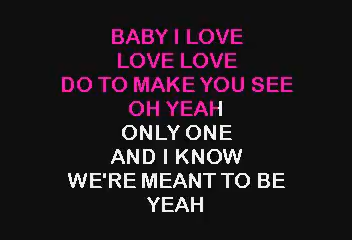 BABY I LOVE
LOVE LOVE
DO TO MAKE YOU SEE
OH YEAH
ONLY ONE
AND I KNOW
WE'RE MEANT TO BE
YEAH